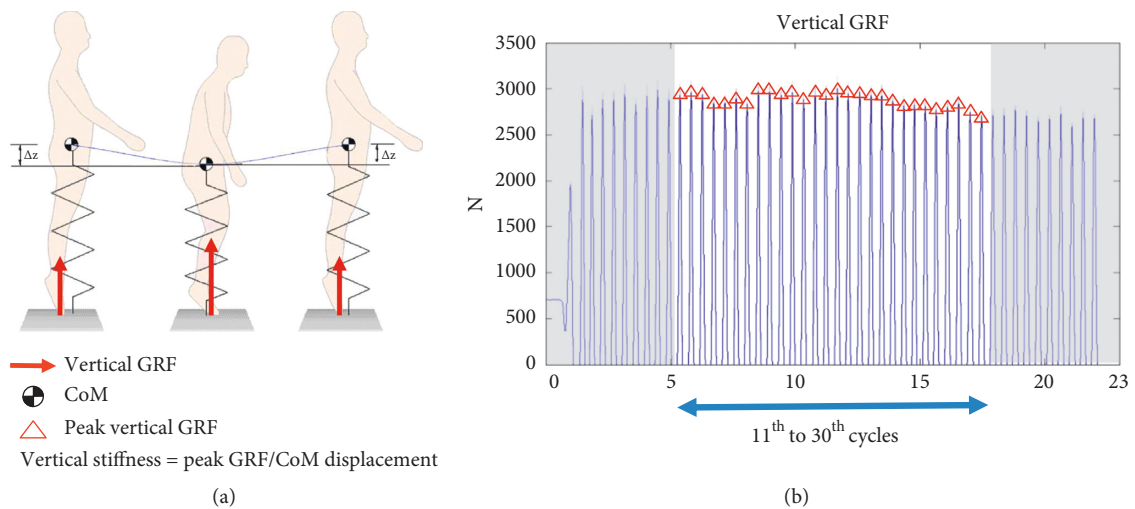 Δz
Δz
Vertical GRF
CoM
Peak vertical GRF
Vertical stiffness = peak GRF/CoM displacement
(a)
Vertical GRF
3500
3000
2500
2000
1500
1000
500
0
N
0 5 10 15 20 23
11th to 30th cycles
(b)